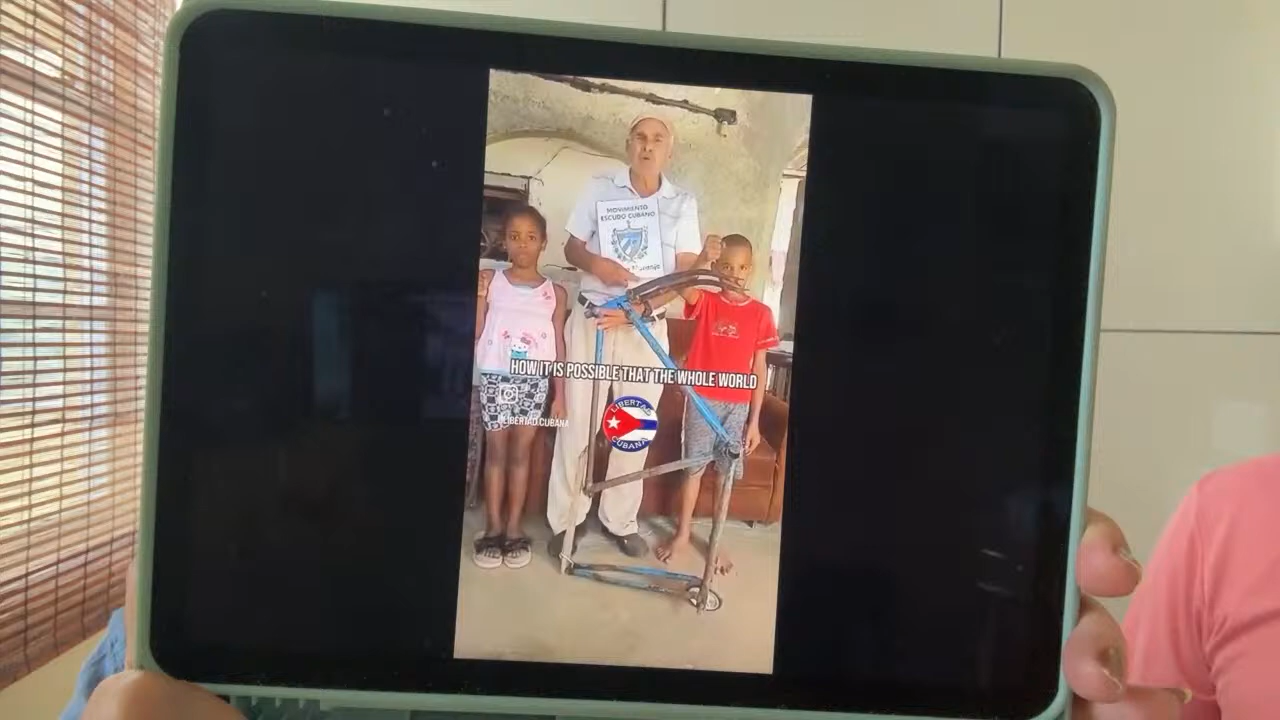 MOVIMIENTO
ESCUDO CUBANO
HOW IT IS POSSIBLE THAT THE WHOLE WORLD
LIBERTAD
CUBANA
LIBERTAD.CUBANA